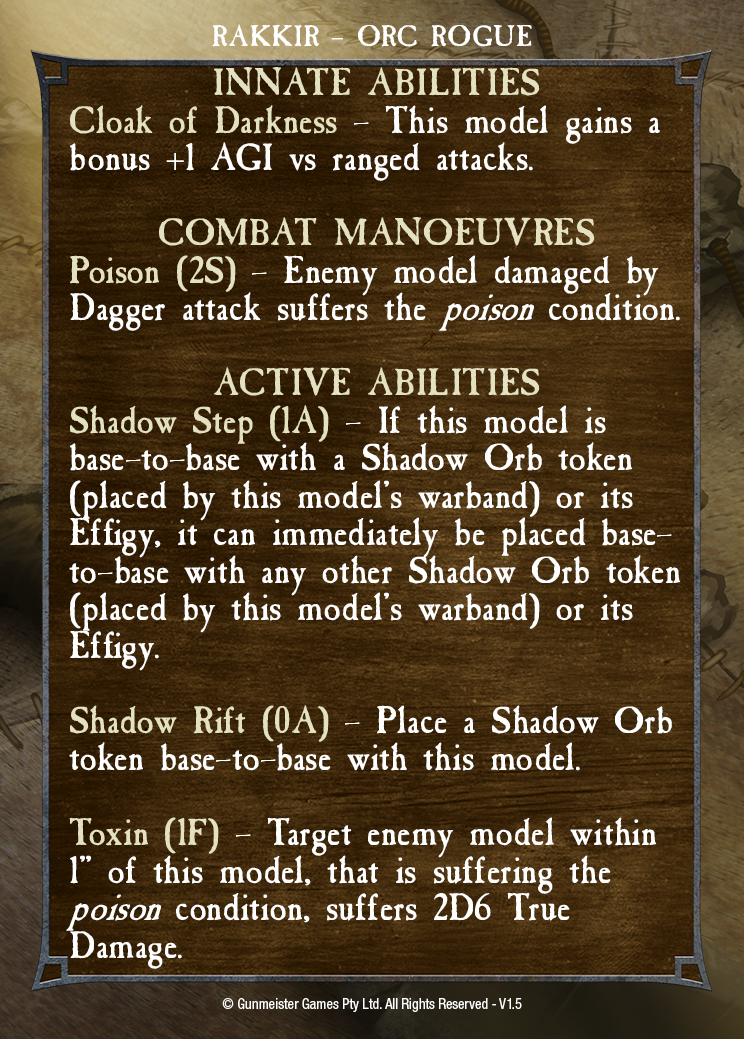 RAKKIR – ORC ROGUE
INNATE ABILITIES
Cloak of Darkness – This model gains a
bonus +1 AGI vs ranged attacks.
COMBAT MANOEUVRES
Poison (2S) – Enemy model damaged by
Dagger attack suffers the poison condition.
ACTIVE ABILITIES
Shadow Step (1A) – If this model is
base–to–base with a Shadow Orb token
(placed by this model's warband) or its
Effigy, it can immediately be placed base–
to–base with any other Shadow Orb token
(placed by this model's warband) or its
Effigy.
Shadow Rift (0A) – Place a Shadow Orb
token base–to–base with this model.
Toxin (1F) – Target enemy model within
1" of this model, that is suffering the
poison condition, suffers 2D6 True
Damage.
© Gunmeister Games Pty Ltd. All Rights Reserved - V1.5